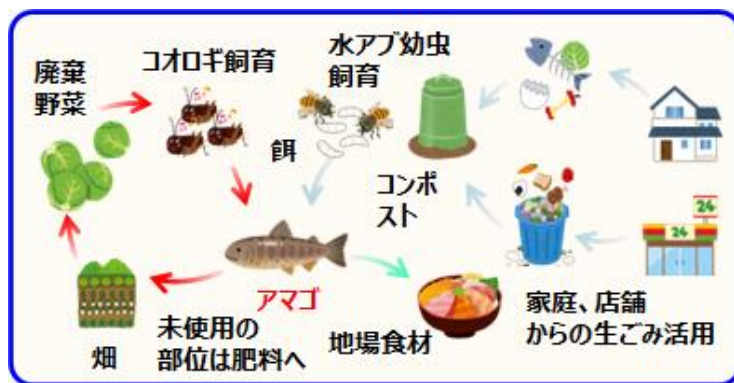 廃棄
野菜
コオロギ飼育
水アブ幼虫
飼育
餌
コンポ
スト
24
24
アマゴ
畑
未使用の
部位は肥料へ
地場食材
家庭、店舗
からの生ごみ活用